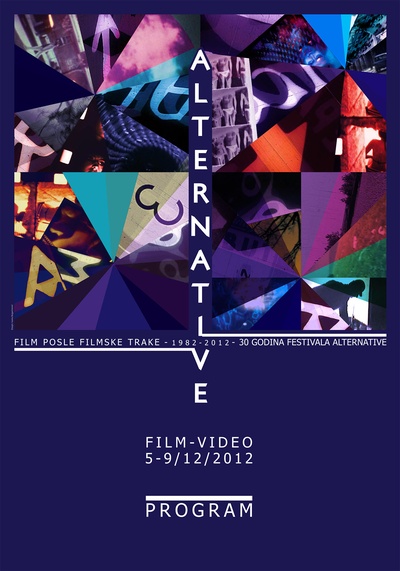 ALTERNATIVE
FILM POSLE FILMSKE TRAKE - 1982-2012 - 30 GODINA FESTIVALA ALTERNATIVE
FILM-VIDEO
5-9/12/2012
PROGRAM